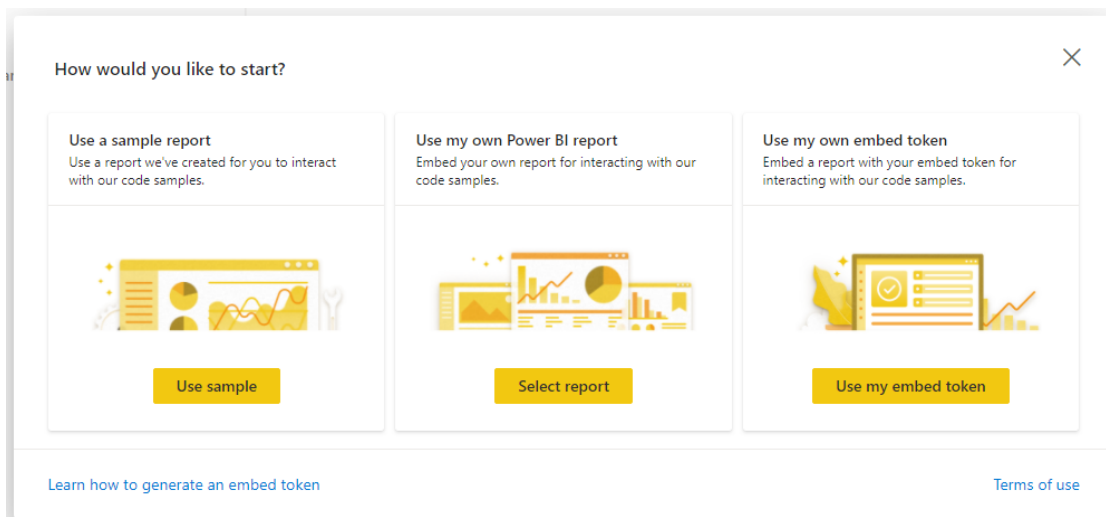 How would you like to start?
Use a sample report
Use a report we've created for you to interact
with our code samples.
Use sample
Use my own Power BI report
Embed your own report for interacting with our
code samples.
Select report
Use my own embed token
Embed a report with your embed token for
interacting with our code samples.
Use my embed token
Learn how to generate an embed token
Terms of use